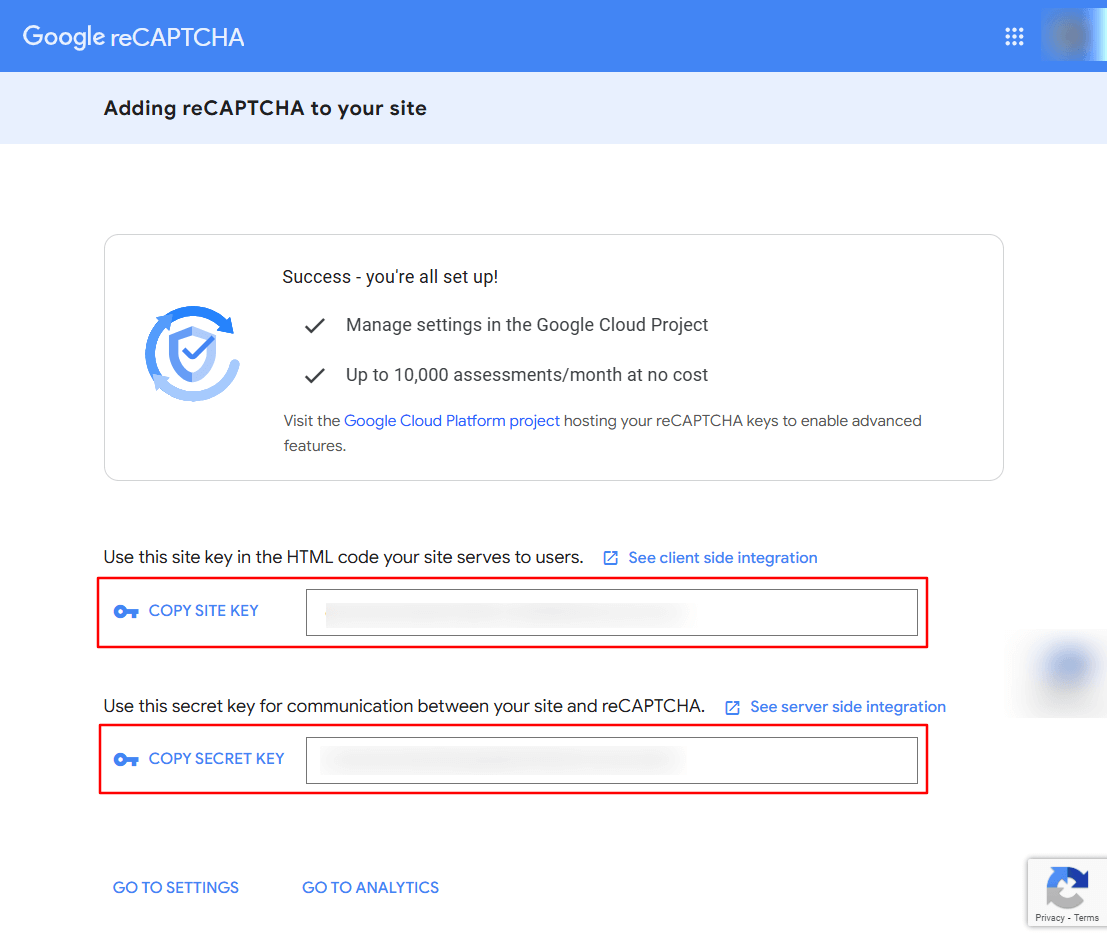 Google reCAPTCHA
Adding reCAPTCHA to your site
Success - you're all set up!
Manage settings in the Google Cloud Project
Up to 10,000 assessments/month at no cost
Visit the Google Cloud Platform project hosting your reCAPTCHA keys to enable advanced
features.
Use this site key in the HTML code your site serves to users. See client side integration
COPY SITE KEY
Use this secret key for communication between your site and reCAPTCHA. See server side integration
COPY SECRET KEY
GO TO SETTINGS GO TO ANALYTICS
Privacy - Terms